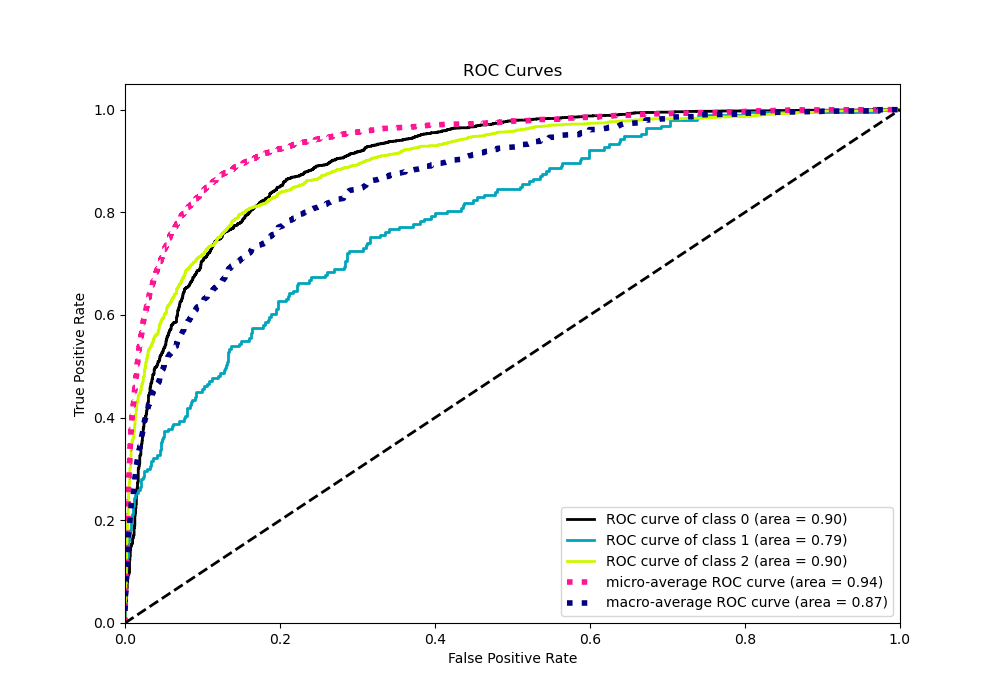 ROC Curves
True Positive Rate
1.0
0.8
0.6
0.4
0.2
0.0
0.0 0.2 0.4 0.6 0.8 1.0
False Positive Rate
ROC curve of class 0 (area = 0.90)
ROC curve of class 1 (area = 0.79)
ROC curve of class 2 (area = 0.90)
micro-average ROC curve (area = 0.94)
macro-average ROC curve (area = 0.87)